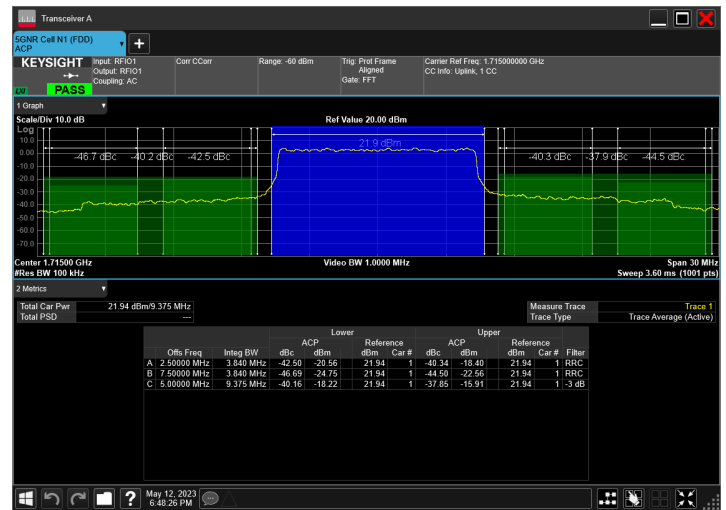 Transceiver A
5GNR Cell N1 (FDD)
ACP
KEYSIGHT
LXI
PASS
Input: RFIO1
Output: RFIO1
Coupling: AC
Corr CCorr
Range: -60 dBm
Trig: Prot Frame
Aligned
Gate: FFT
Carrier Ref Freq: 1.715000000 GHz
CC Info: Uplink, 1 CC
1 Graph
Scale/Div 10.0 dB
Ref Value 20.00 dBm
Log
10.0
0.00
-10.0
-20.0
-30.0
-40.0
-50.0
-60.0
-70.0
-46.7 dBc
-40.2 dBc
-42.5 dBc
21.9 dBm
-40.3 dBc
-37.9 dBc
-44.5 dBc
Center 1.71500 GHz
Video BW 1.0000 MHz
Span 30 MHz
#Res BW 100 kHz
Sweep 3.60 ms (1001 pts)
2 Metrics
Total Car Pwr 21.94 dBm/9.375 MHz
Total PSD ---
Measure Trace Trace 1
Trace Type Trace Average (Active)
Lower Upper
ACP Reference ACP Reference
Offs Freq Integ BW dBc dBm dBm Car # dBc dBm dBm Car # Filter
A 2.50000 MHz 3.840 MHz -42.50 -20.56 21.94 1 -40.34 -18.40 21.94 1 RRC
B 7.50000 MHz 3.840 MHz -46.69 -24.75 21.94 1 -44.50 -22.56 21.94 1 RRC
C 5.00000 MHz 9.375 MHz -40.16 -18.22 21.94 1 -37.85 -15.91 21.94 1 -3 dB
May 12, 2023
6:48:26 PM